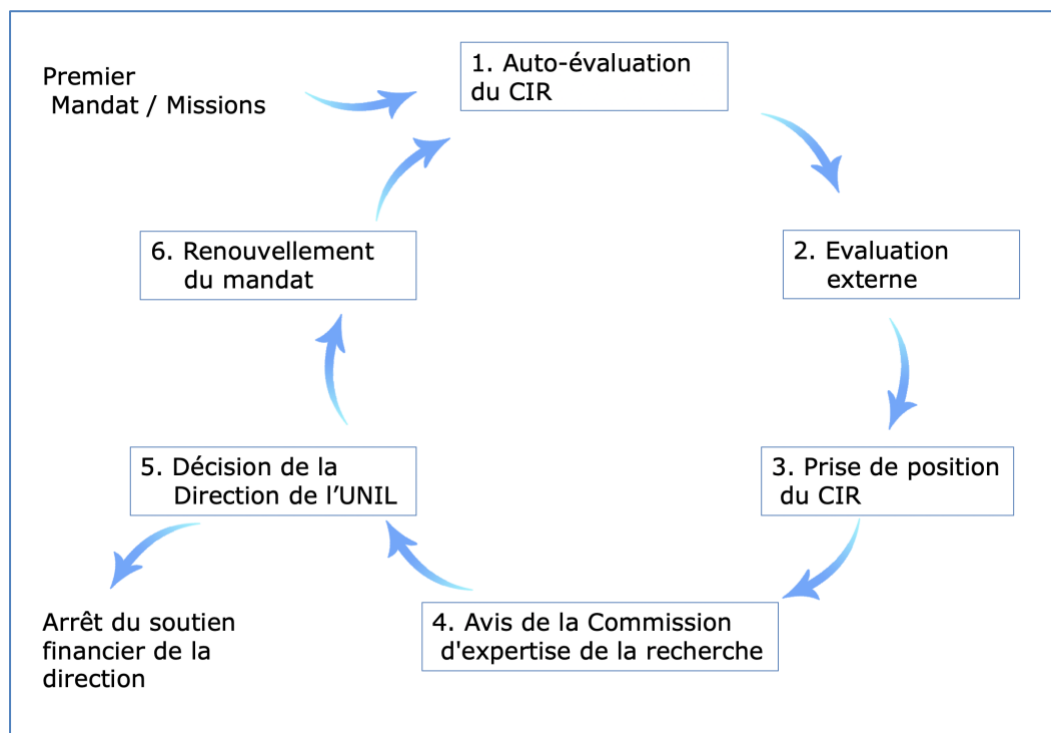 Premier
Mandat / Missions
1. Auto-évaluation
du CIR
2. Evaluation
externe
3. Prise de position
du CIR
4. Avis de la Commission
d'expertise de la recherche
5. Décision de la
Direction de l’UNIL
6. Renouvellement
du mandat
Arrêt du soutien
financier de la
direction